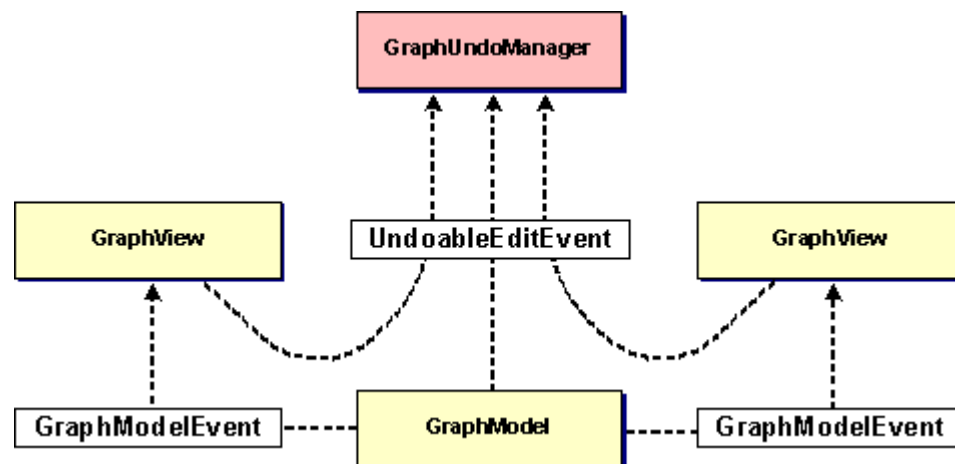 GraphUndoManager
GraphView
UndoableEditEvent
GraphView
GraphModelEvent
GraphModel
GraphModelEvent